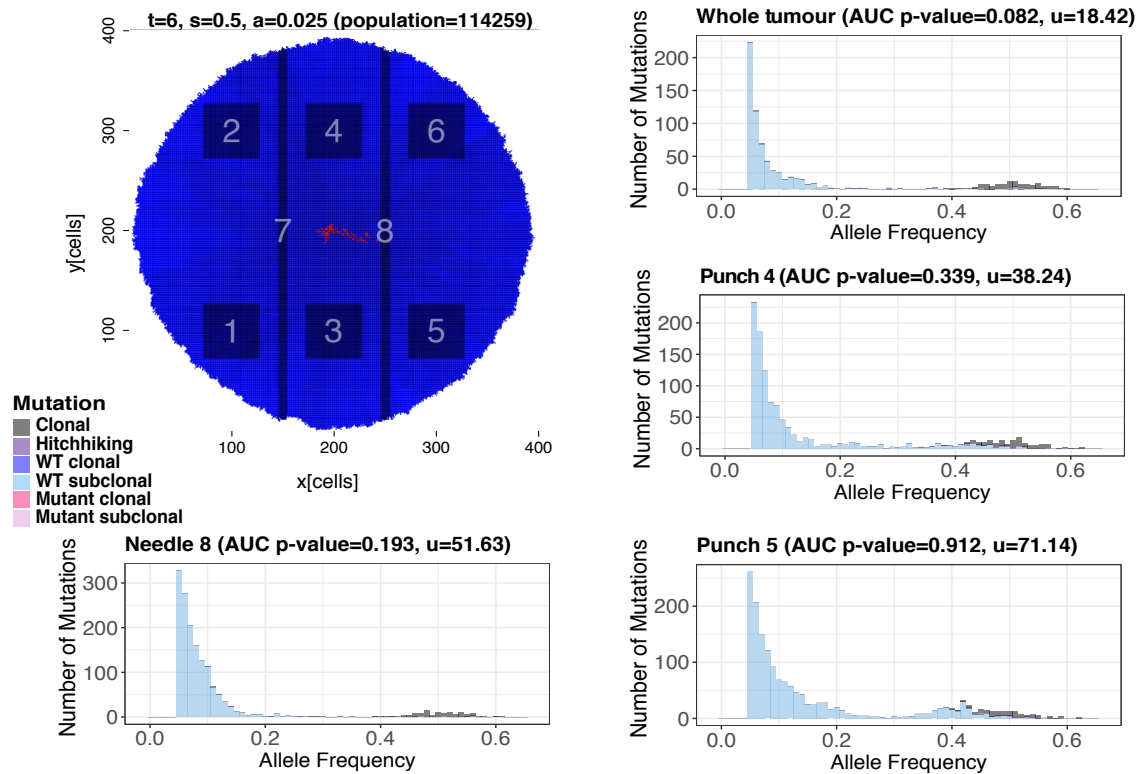 t=6, s=0.5, a=0.025 (population=114259)
400
300
200
100
y[cells]
2
4
6
7
8
1
3
5
100
200
300
400
x[cells]
Mutation
Clonal
Hitchhiking
WT clonal
WT subclonal
Mutant clonal
Mutant subclonal
Whole tumour (AUC p-value=0.082, u=18.42)
Number of Mutations
200
150
100
50
0
0.0
0.2
0.4
0.6
Allele Frequency
Punch 4 (AUC p-value=0.339, u=38.24)
Number of Mutations
200
150
100
50
0
0.0
0.2
0.4
0.6
Allele Frequency
Needle 8 (AUC p-value=0.193, u=51.63)
Number of Mutations
300
200
100
0
0.0
0.2
0.4
0.6
Allele Frequency
Punch 5 (AUC p-value=0.912, u=71.14)
Number of Mutations
200
100
0
0.0
0.2
0.4
0.6
Allele Frequency